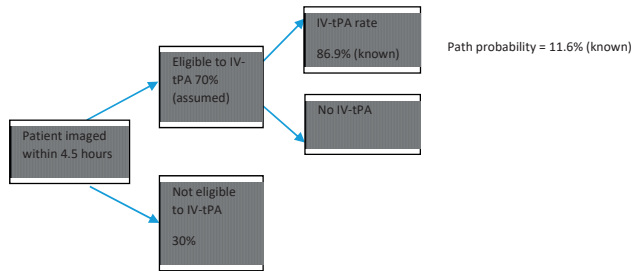 IV-tPA rate
86.9% (known)
Path probability = 11.6% (known)
Eligible to IV-
tPA 70%
(assumed)
No IV-tPA
Patient imaged
within 4.5 hours
Not eligible
to IV-tPA
30%